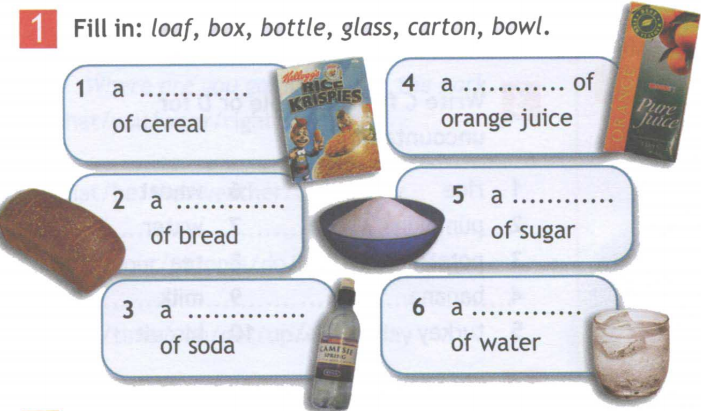 1 Fill in: loaf, box, bottle, glass, carton, bowl.
1 a ..............
of cereal
Kellogg's
RICE
KRISPIES
4 a ............ of
orange juice
ORANGE
Pure
Juice
2 a ..............
of bread
5 a ............
of sugar
3 a ..............
of soda
6 a .............
of water